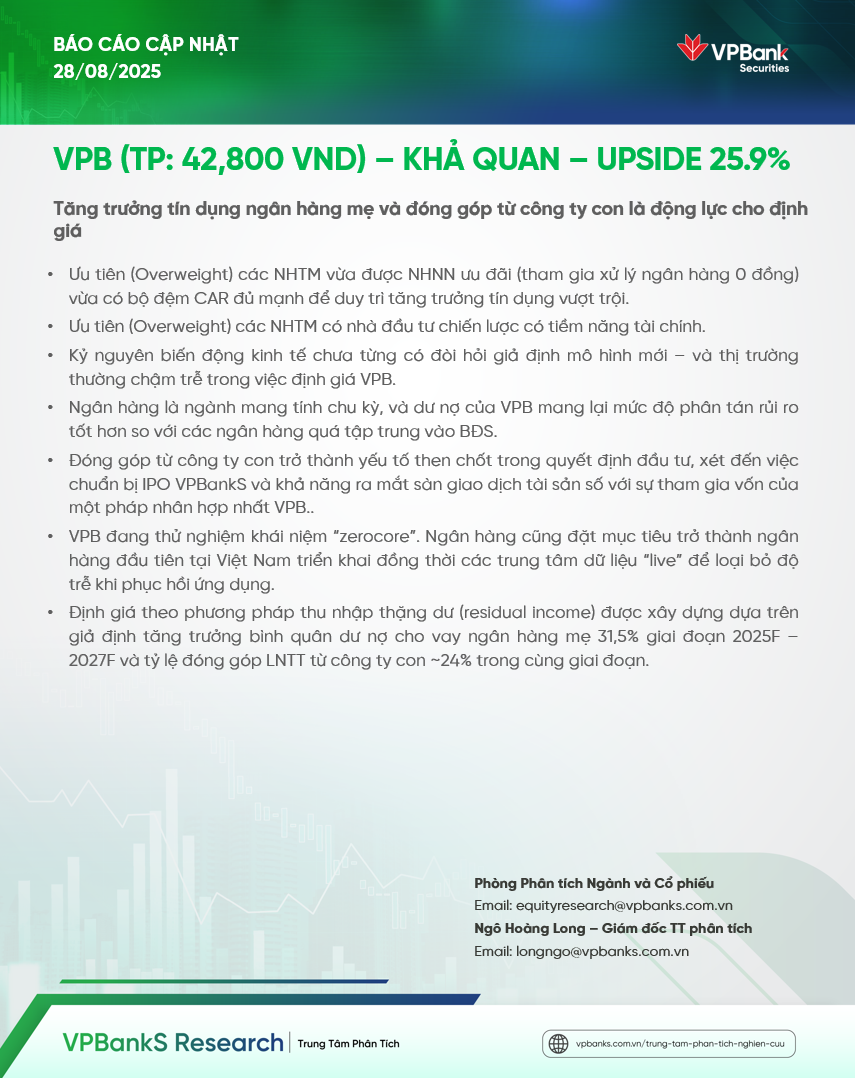 BÁO CÁO CẬP NHẬT
28/08/2025
VPBank
Securities
VPB (TP: 42,800 VND) – KHẢ QUAN – UPSIDE 25.9%
Tăng trưởng tín dụng ngân hàng mẹ và đóng góp từ công ty con là động lực cho định
giá
• Ưu tiên (Overweight) các NHTM vừa được NHNN ưu đãi (tham gia xử lý ngân hàng 0 đồng)
vừa có bộ đệm CAR đủ mạnh để duy trì tăng trưởng tín dụng vượt trội.
• Ưu tiên (Overweight) các NHTM có nhà đầu tư chiến lược có tiềm năng tài chính.
• Kỷ nguyên biến động kinh tế chưa từng có đòi hỏi giả định mô hình mới – và thị trường
thường chậm trễ trong việc định giá VPB.
• Ngân hàng là ngành mang tính chu kỳ, và dư nợ của VPB mang lại mức độ phân tán rủi ro
tốt hơn so với các ngân hàng quá tập trung vào BĐS.
• Đóng góp từ công ty con trở thành yếu tố then chốt trong quyết định đầu tư, xét đến việc
chuẩn bị IPO VPBankS và khả năng ra mắt sàn giao dịch tài sản số với sự tham gia vốn của
một pháp nhân hợp nhất VPB..
• VPB đang thử nghiệm khái niệm “zerocore”. Ngân hàng cũng đặt mục tiêu trở thành ngân
hàng đầu tiên tại Việt Nam triển khai đồng thời các trung tâm dữ liệu “live” để loại bỏ độ
trễ khi phục hồi ứng dụng.
• Định giá theo phương pháp thu nhập thặng dư (residual income) được xây dựng dựa trên
giả định tăng trưởng bình quân dư nợ cho vay ngân hàng mẹ 31,5% giai đoạn 2025F –
2027F và tỷ lệ đóng góp LNTT từ công ty con ~24% trong cùng giai đoạn.
Phòng Phân tích Ngành và Cổ phiếu
Email: equityresearch@vpbanks.com.vn
Ngô Hoàng Long – Giám đốc TT phân tích
Email: longngo@vpbanks.com.vn
VPBankS Research | Trung Tâm Phân Tích
vpbanks.com.vn/trung-tam-phan-tich-nghien-cuu